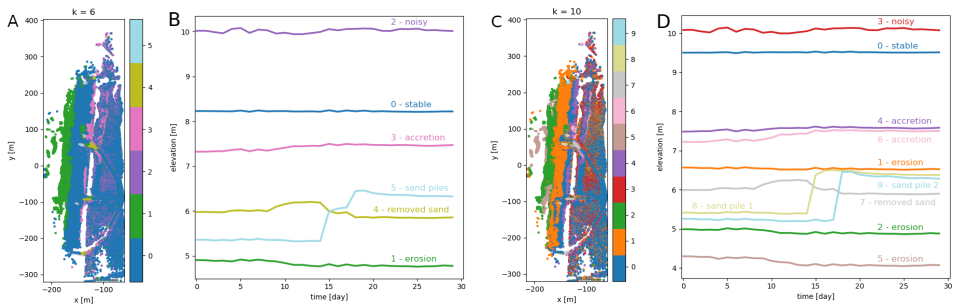 A
k = 6
400
300
200
100
0
−100
−200
−300
y [m]
−200
−100
x [m]
5
4
3
2
1
0
B
10
9
8
7
6
5
elevation [m]
0
5
10
15
20
25
30
time [day]
2 - noisy
0 - stable
3 - accretion
5 - sand piles
4 - removed sand
1 - erosion
C
k = 10
400
300
200
100
0
−100
−200
−300
y [m]
−200
−100
x [m]
9
8
7
6
5
4
3
2
1
0
D
10
9
8
7
6
5
4
elevation [m]
0
5
10
15
20
25
30
time [day]
3 - noisy
0 - stable
4 - accretion
6 - accretion
1 - erosion
9 - sand pile 2
7 - removed sand
8 - sand pile 1
2 - erosion
5 - erosion